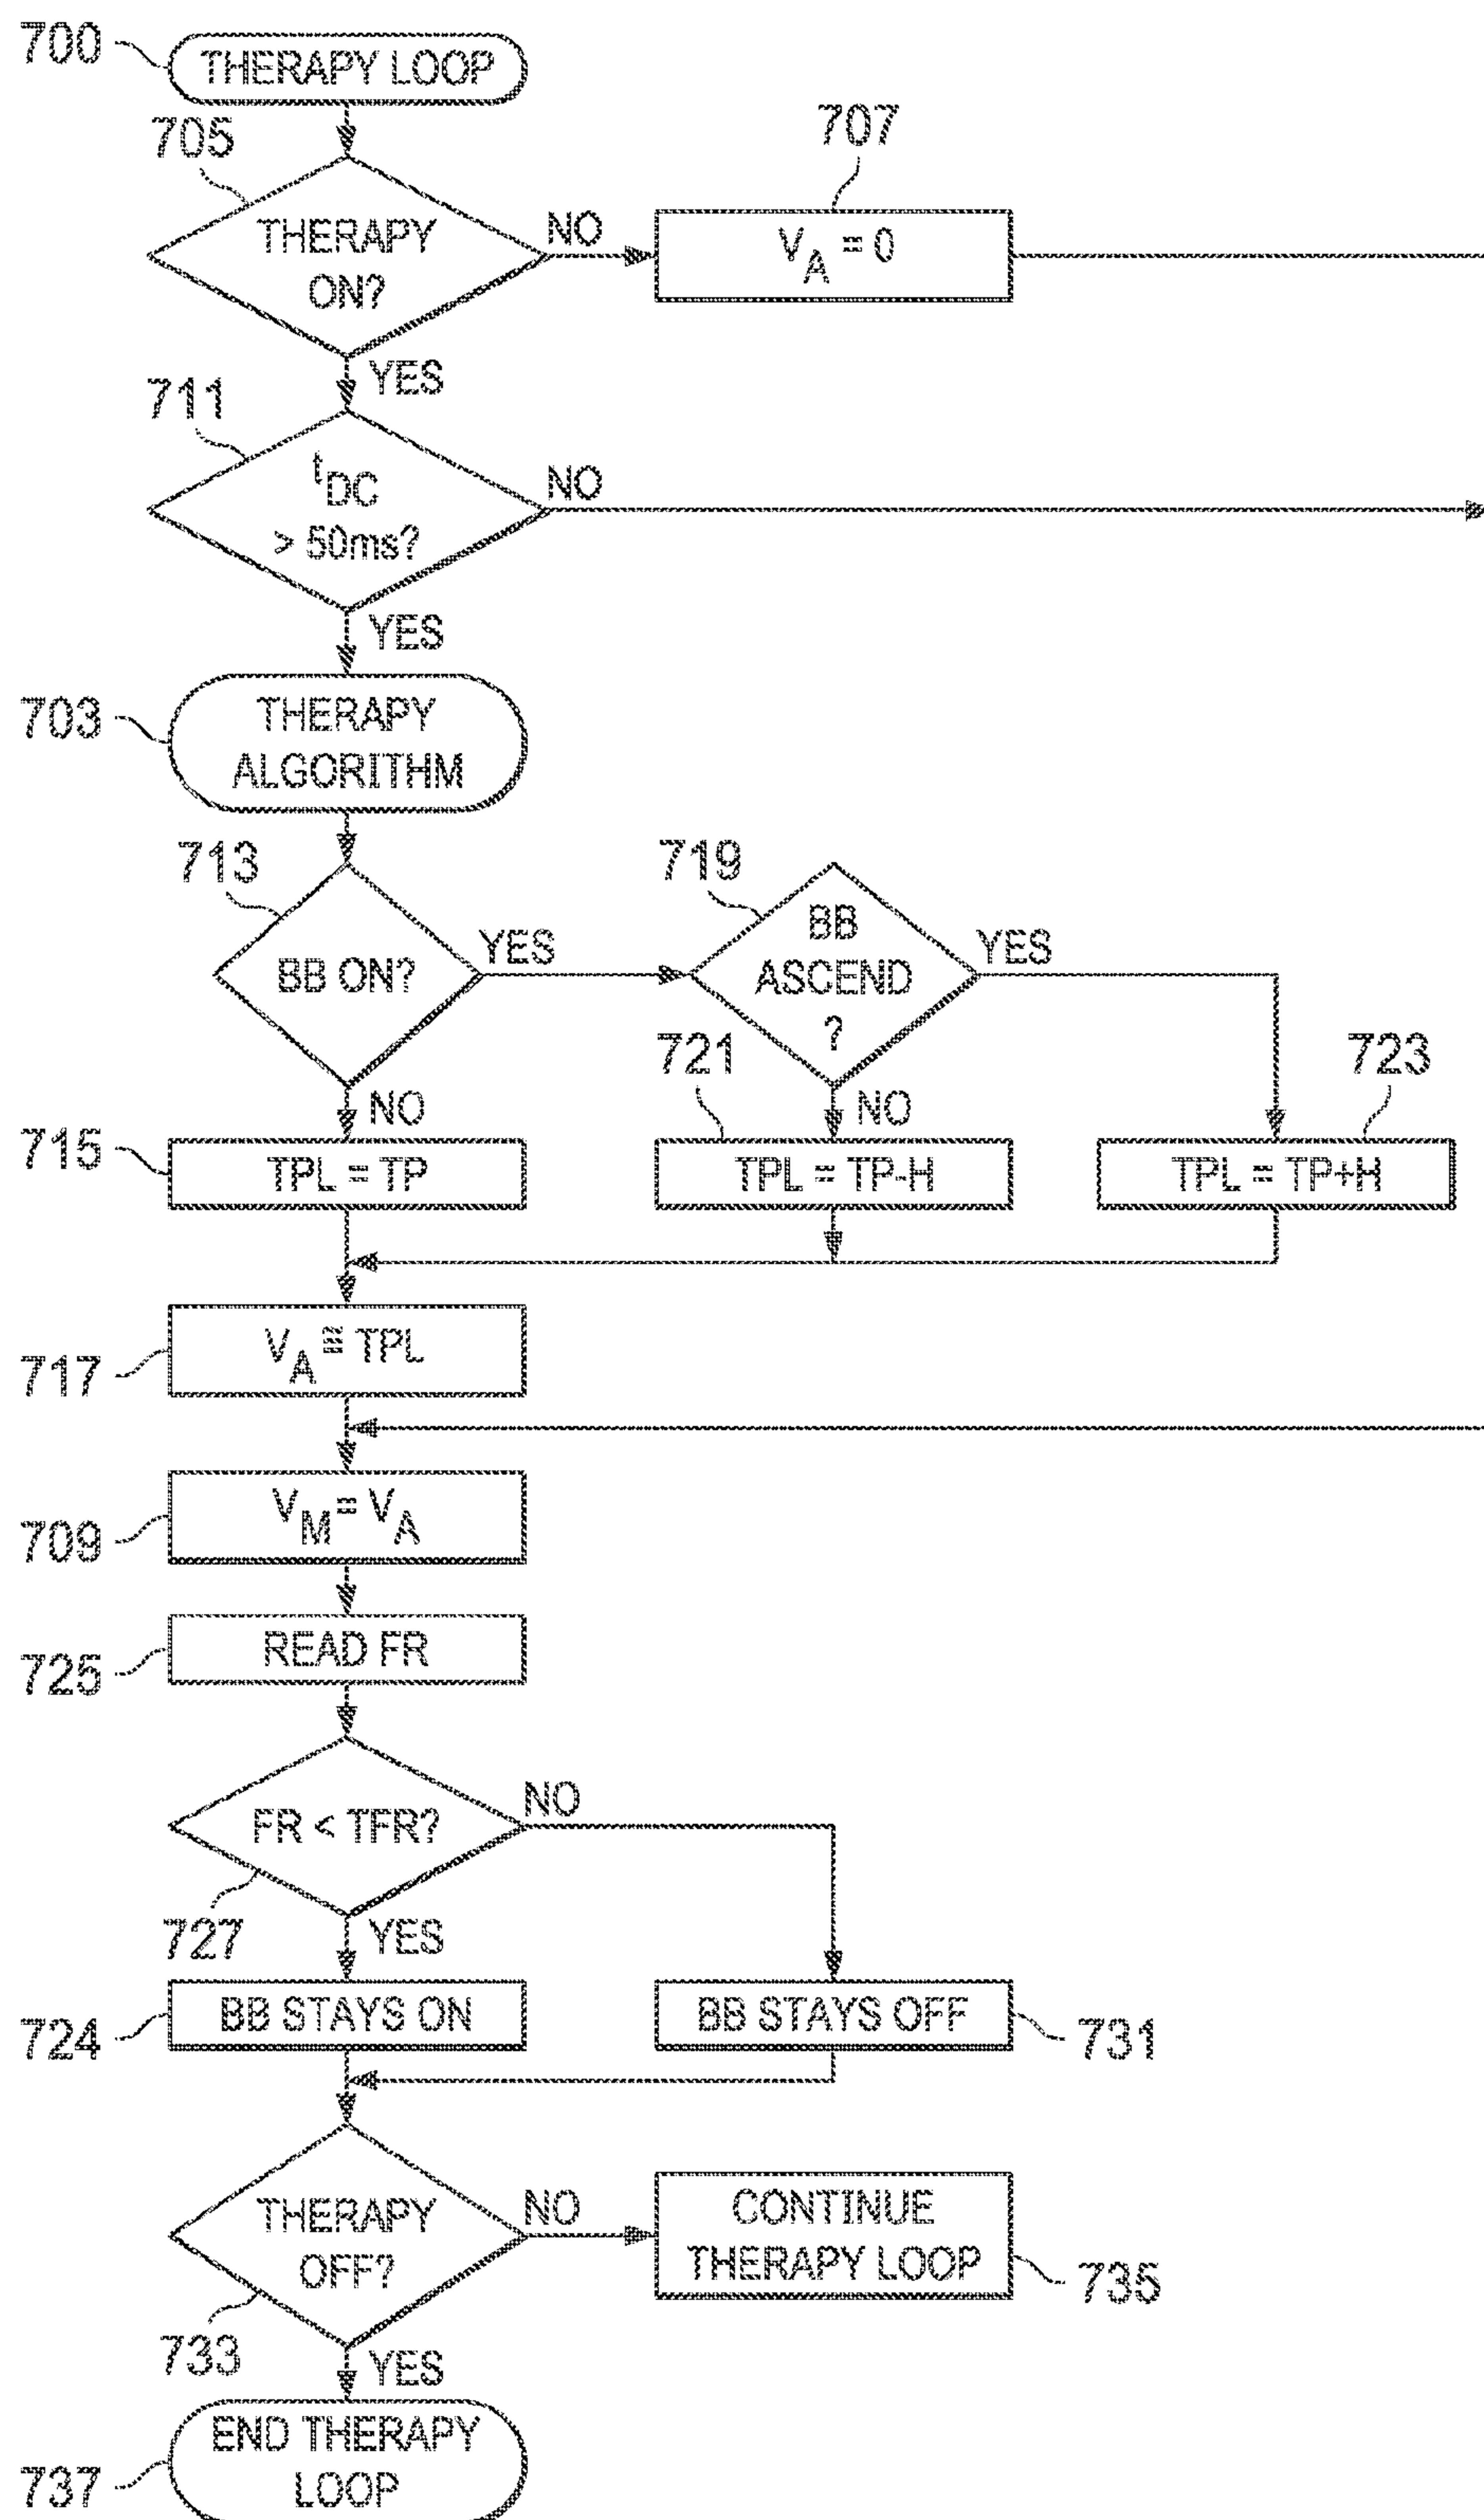 700
THERAPY LOOP
705
707
THERAPY
ON?
NO
V_A = 0
YES
711
t_DC
> 50ms?
NO
YES
703
THERAPY
ALGORITHM
713
719
BB ON?
YES
BB
ASCEND
?
YES
721
723
NO
NO
715
TPL = TP
TPL = TP-H
TPL = TP+H
717
V_A ≅ TPL
709
V_M = V_A
725
READ FR
FR < TFR?
NO
727
YES
724
BB STAYS ON
BB STAYS OFF
731
THERAPY
OFF?
NO
CONTINUE
THERAPY LOOP
735
733
YES
737
END THERAPY
LOOP